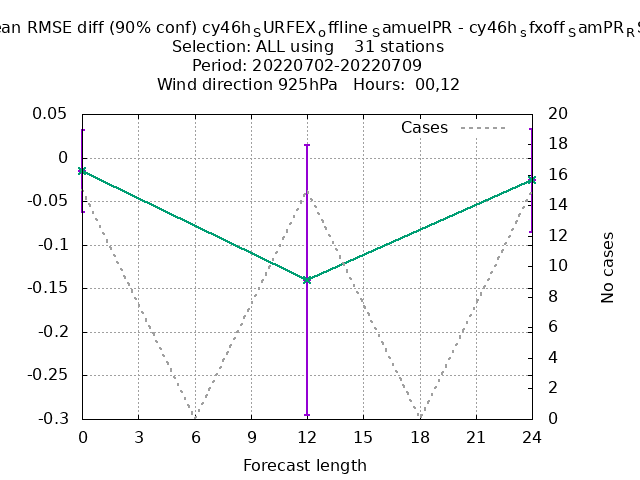 ean RMSE diff (90% conf) cy46hSURFEXoffline SamuelPR - cy46hsfxoffSamPRRS
Selection: ALL using 31 stations
Period: 20220702-20220709
Wind direction 925hPa Hours: 00,12
Cases
0.05
0
-0.05
-0.1
-0.15
-0.2
-0.25
-0.3
20
18
16
14
12
10
8
6
4
2
0
No cases
0 3 6 9 12 15 18 21 24
Forecast length